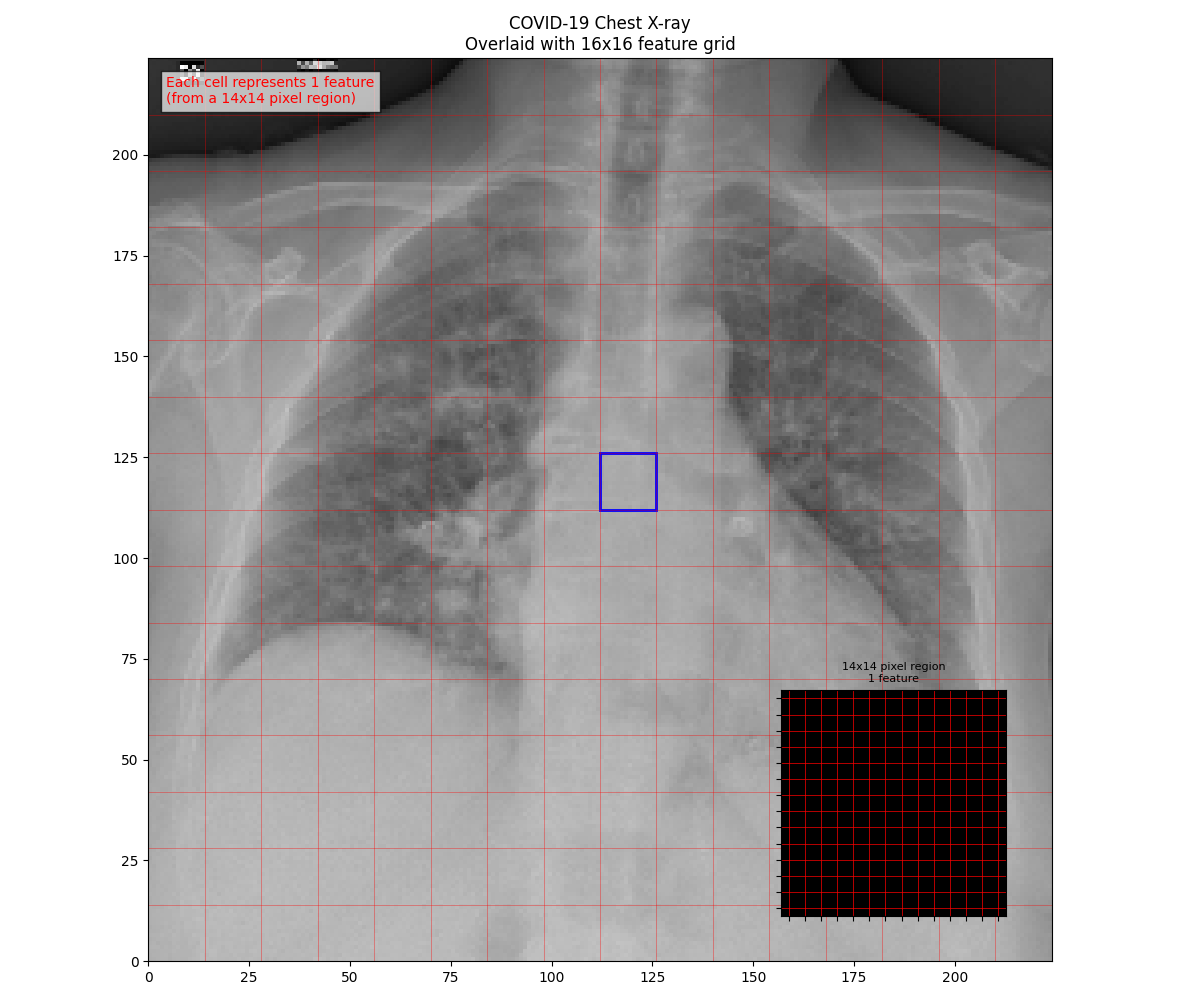 COVID-19 Chest X-ray
Overlaid with 16x16 feature grid
Each cell represents 1 feature
(from a 14x14 pixel region)
200
175
150
125
100
75
50
25
0
14x14 pixel region
1 feature
0 25 50 75 100 125 150 175 200